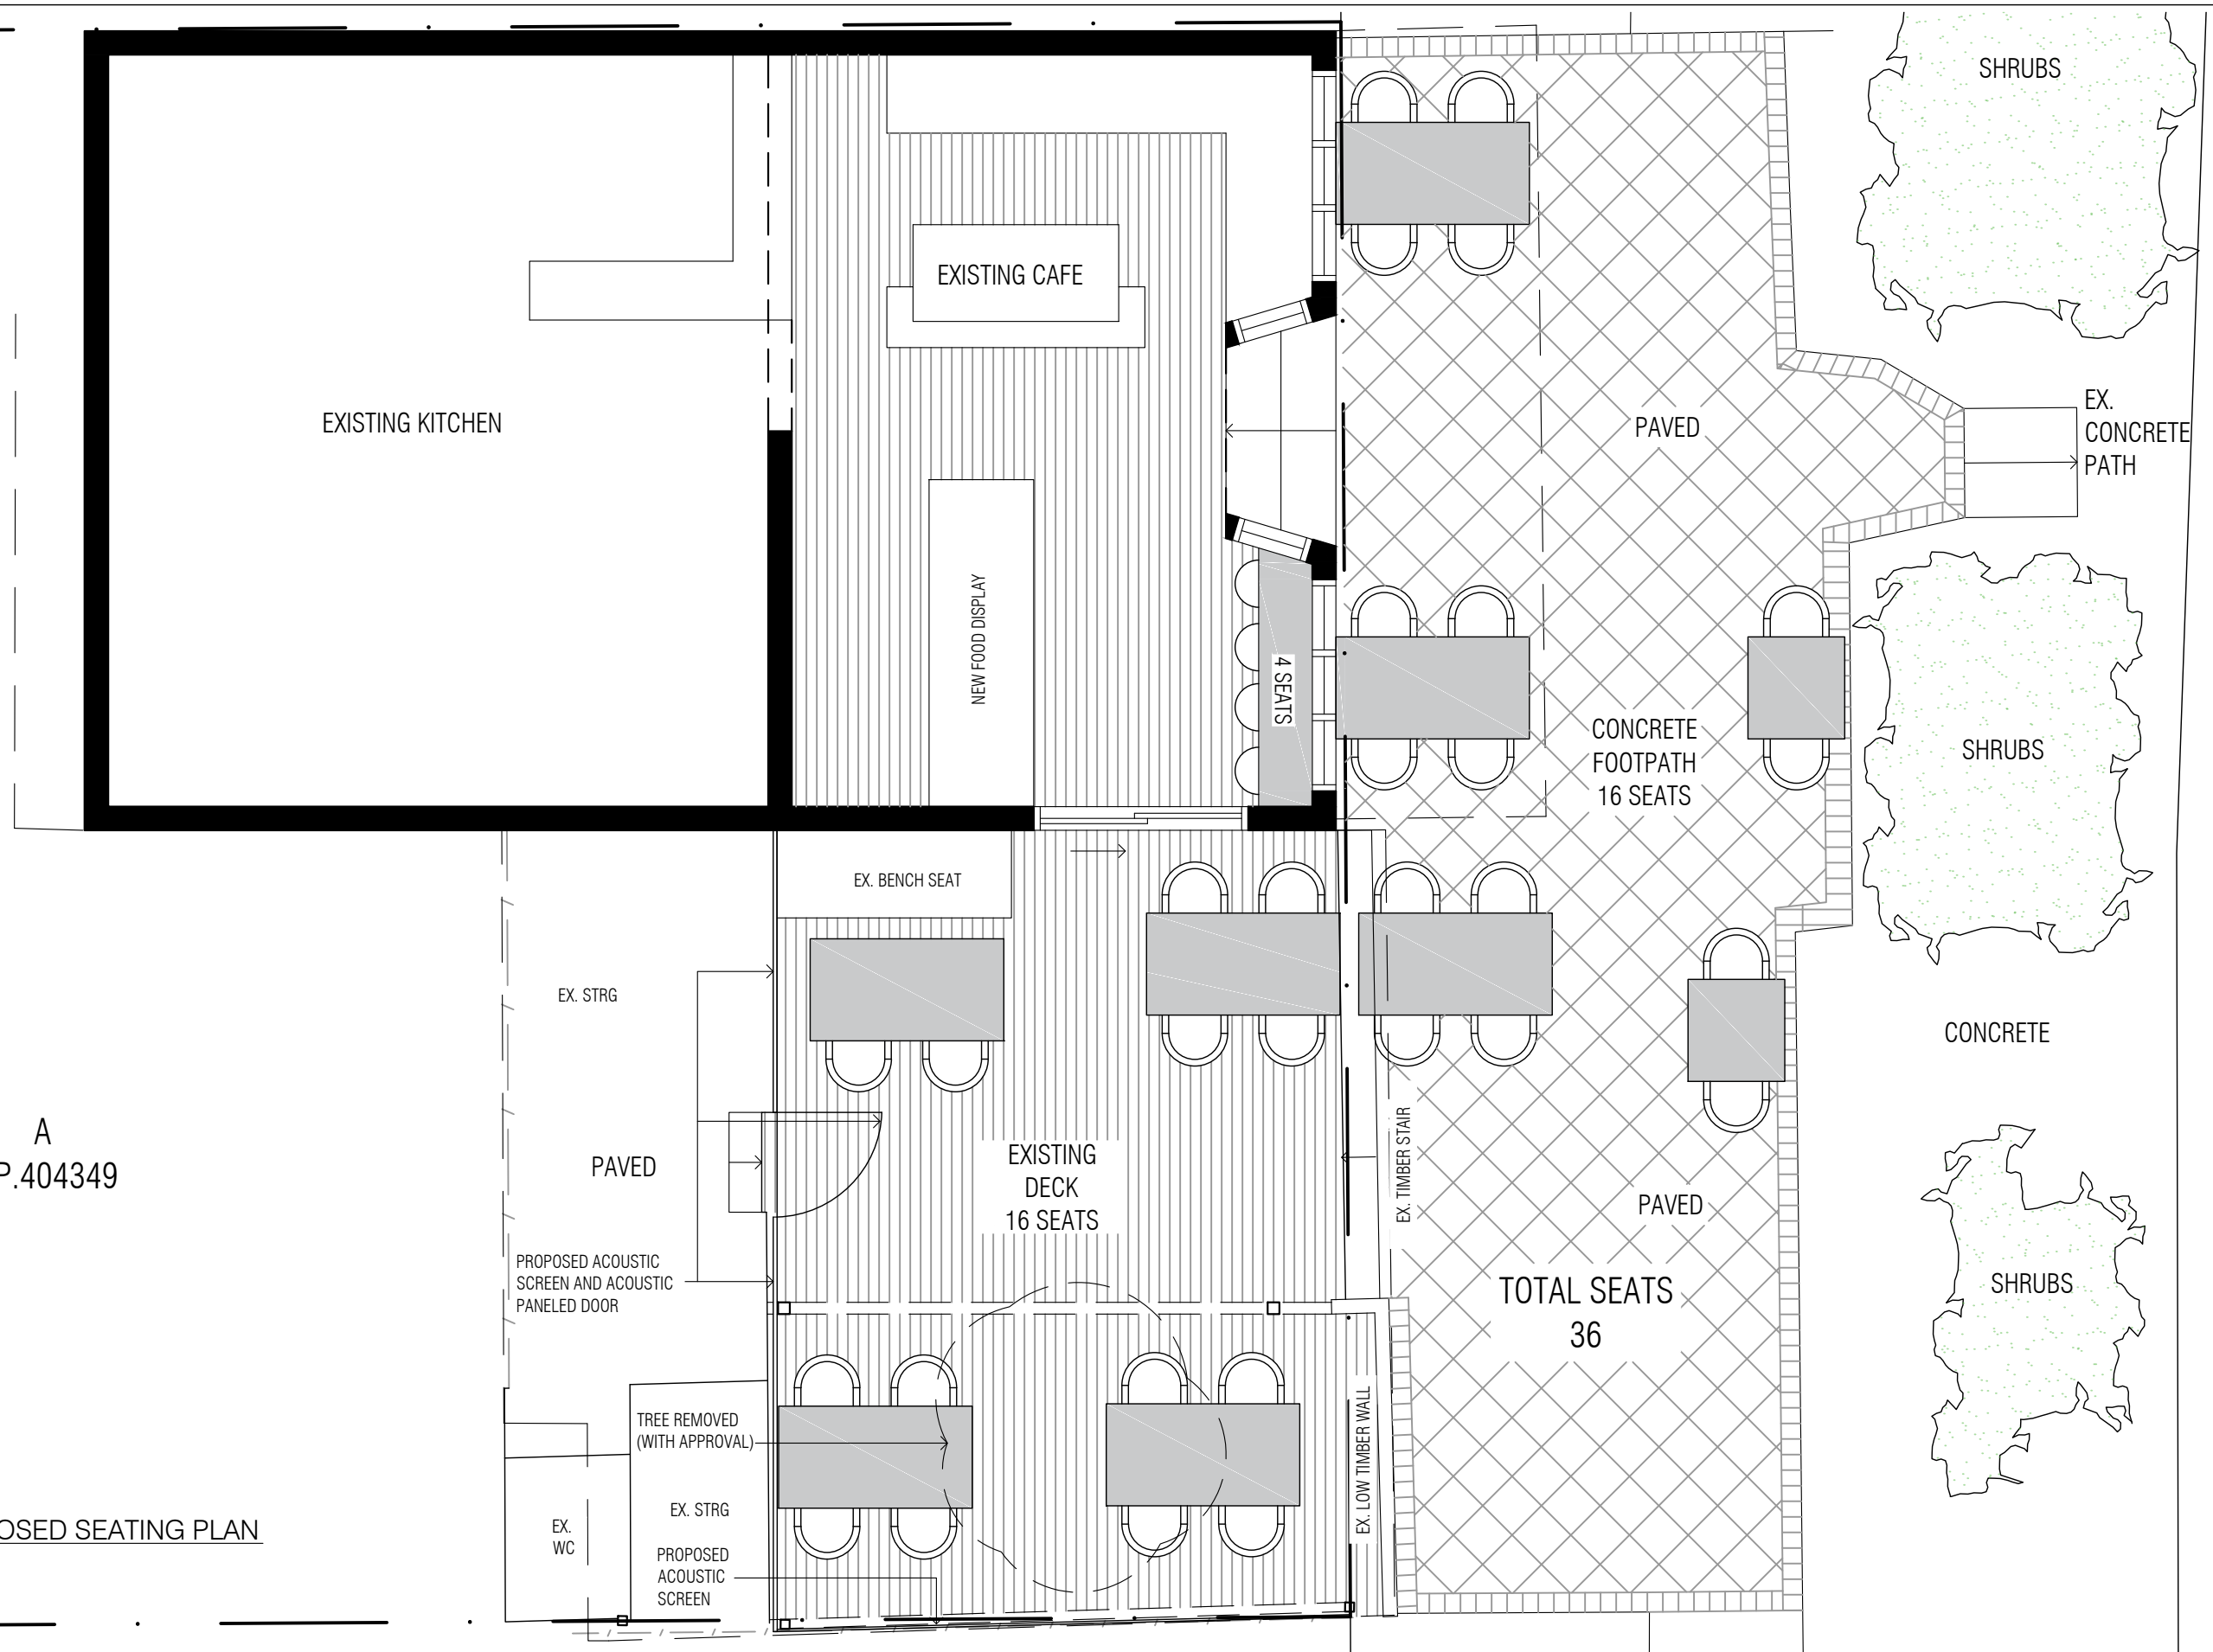 SHRUBS
EXISTING CAFE
EXISTING KITCHEN
PAVED
EX.
CONCRETE
PATH
NEW FOOD DISPLAY
4 SEATS
CONCRETE
FOOTPATH
16 SEATS
SHRUBS
EX. BENCH SEAT
EX. STRG
CONCRETE
A
P.404349
PAVED
EXISTING
DECK
16 SEATS
EX. TIMBER STAIR
PAVED
PROPOSED ACOUSTIC
SCREEN AND ACOUSTIC
PANELED DOOR
TOTAL SEATS
36
SHRUBS
TREE REMOVED
(WITH APPROVAL)
EX. LOW TIMBER WALL
EX. STRG
EX.
WC
OSED SEATING PLAN
PROPOSED
ACOUSTIC
SCREEN